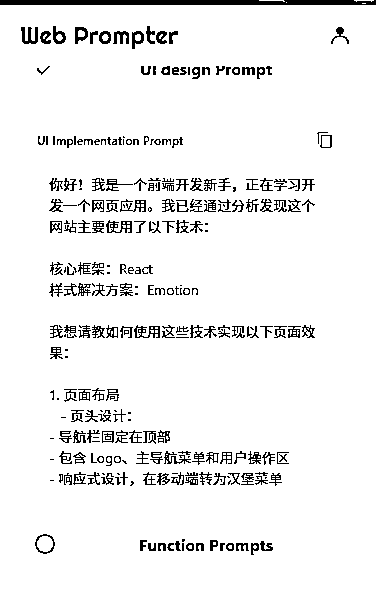 Web Prompter
UI design Prompt
UI Implementation Prompt
你好！我是一个前端开发新手，正在学习开
发一个网页应用。我已经通过分析发现这个
网站主要使用了以下技术：
核心框架：React
样式解决方案：Emotion
我想请教如何使用这些技术实现以下页面效
果：
1. 页面布局
- 页头设计：
- 导航栏固定在顶部
- 包含 Logo、主导航菜单和用户操作区
- 响应式设计，在移动端转为汉堡菜单
Function Prompts